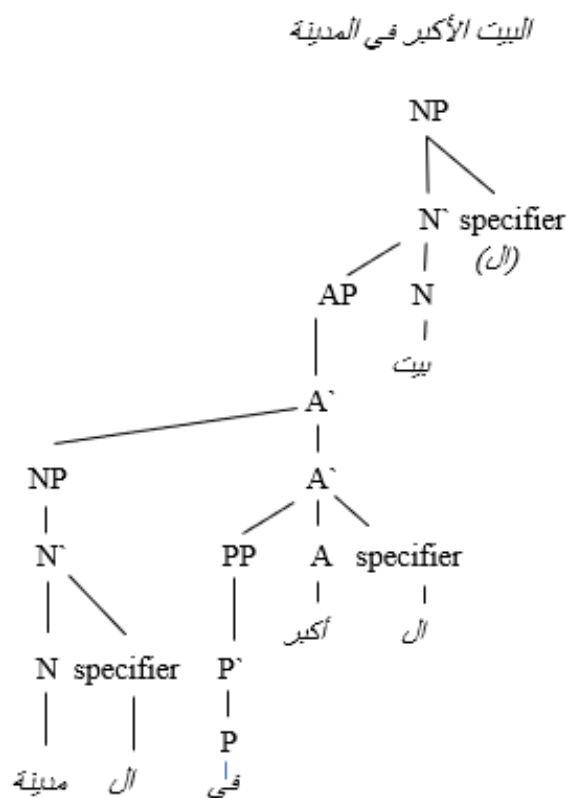 البيت الأكبر في المدينة
NP
N` specifier
(ال)
AP N
بيت
A`
NP A`
N` PP A specifier
أكبر ال
N specifier P`
P
مدينة ال في